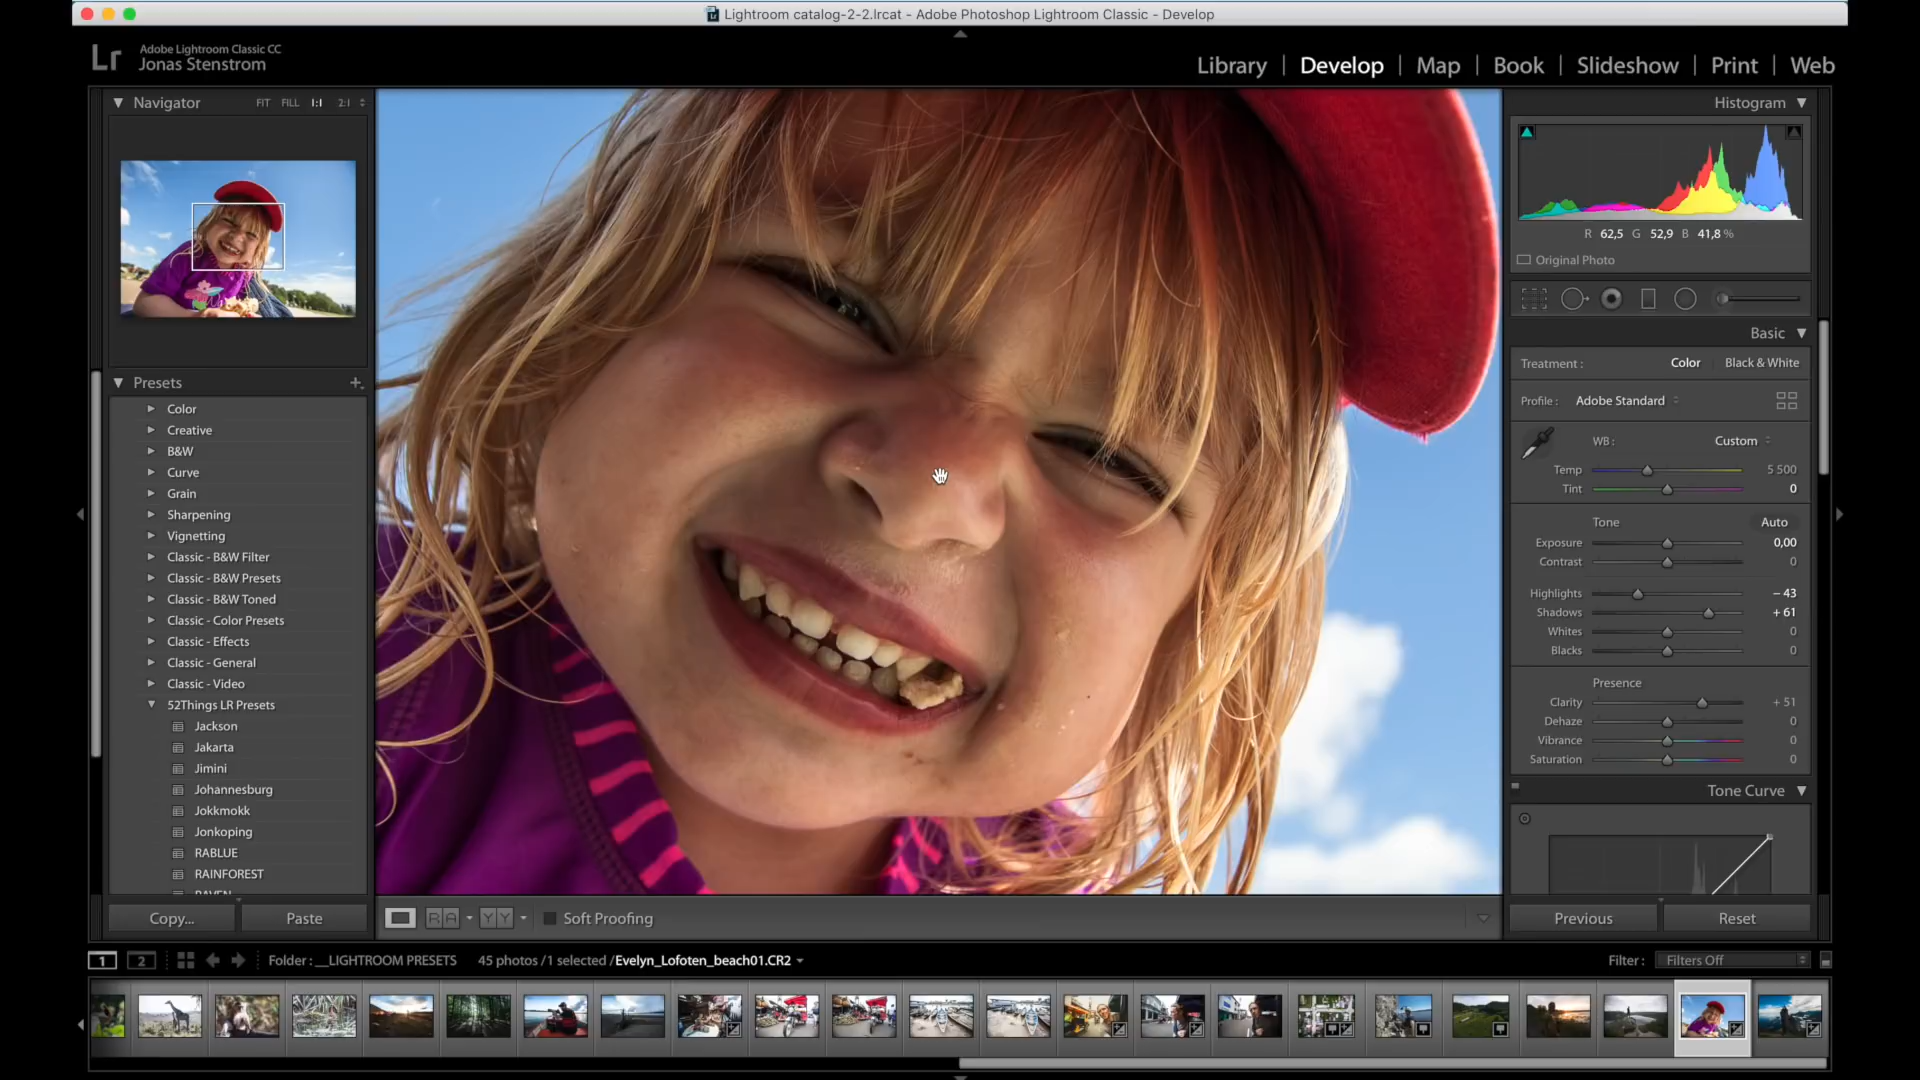 Lightroom catalog-2-2.lrcat - Adobe Photoshop Lightroom Classic - Develop
Lr
Adobe Lightroom Classic CC
Jonas Stenstrom
Library | Develop | Map | Book | Slideshow | Print | Web
Navigator FIT FILL 1:1 2:1
Presets
Color
Creative
B&W
Curve
Grain
Sharpening
Vignetting
Classic - B&W Filter
Classic - B&W Presets
Classic - B&W Toned
Classic - Color Presets
Classic - Effects
Classic - General
Classic - Video
52Things LR Presets
Jackson
Jakarta
Jimini
Johannesburg
Jokkmokk
Jonkoping
RABLUE
RAINFOREST
RAVEN
Copy... Paste
RA YY Soft Proofing
Histogram
R 62,5 G 52,9 B 41,8 %
Original Photo
Basic
Treatment : Color Black & White
Profile : Adobe Standard
WB : Custom
Temp 5 500
Tint 0
Tone Auto
Exposure 0,00
Contrast 0
Highlights – 43
Shadows + 61
Whites 0
Blacks 0
Presence
Clarity + 51
Dehaze 0
Vibrance 0
Saturation 0
Tone Curve
Previous Reset
1 2 Folder : __LIGHTROOM PRESETS 45 photos /1 selected /Evelyn_Lofoten_beach01.CR2 Filter : Filters Off